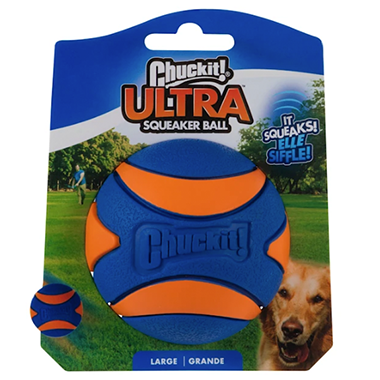 Chuckit!®
ULTRA
SQUEAKER BALL
IT
SQUEAKS!
ELLE
SIFFLE!
Chuckit!
LARGE | GRANDE